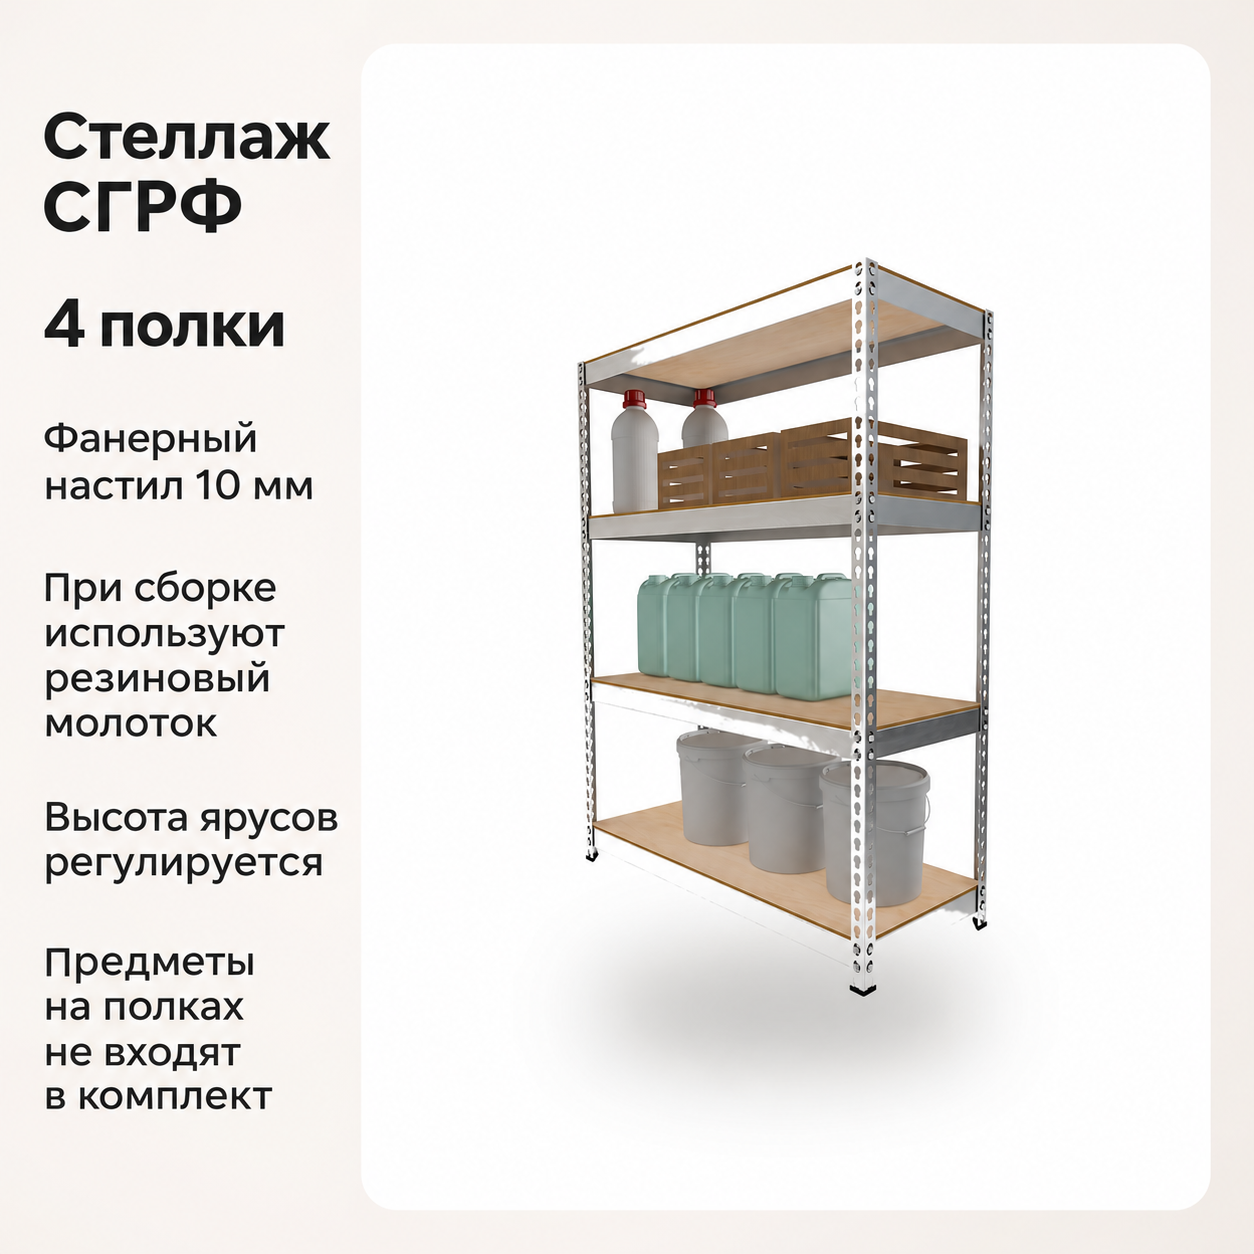 Стеллаж
СГРФ
4 полки
Фанерный
настил 10 мм
При сборке
используют
резиновый
молоток
Высота ярусов
регулируется
Предметы
на полках
не входят
в комплект